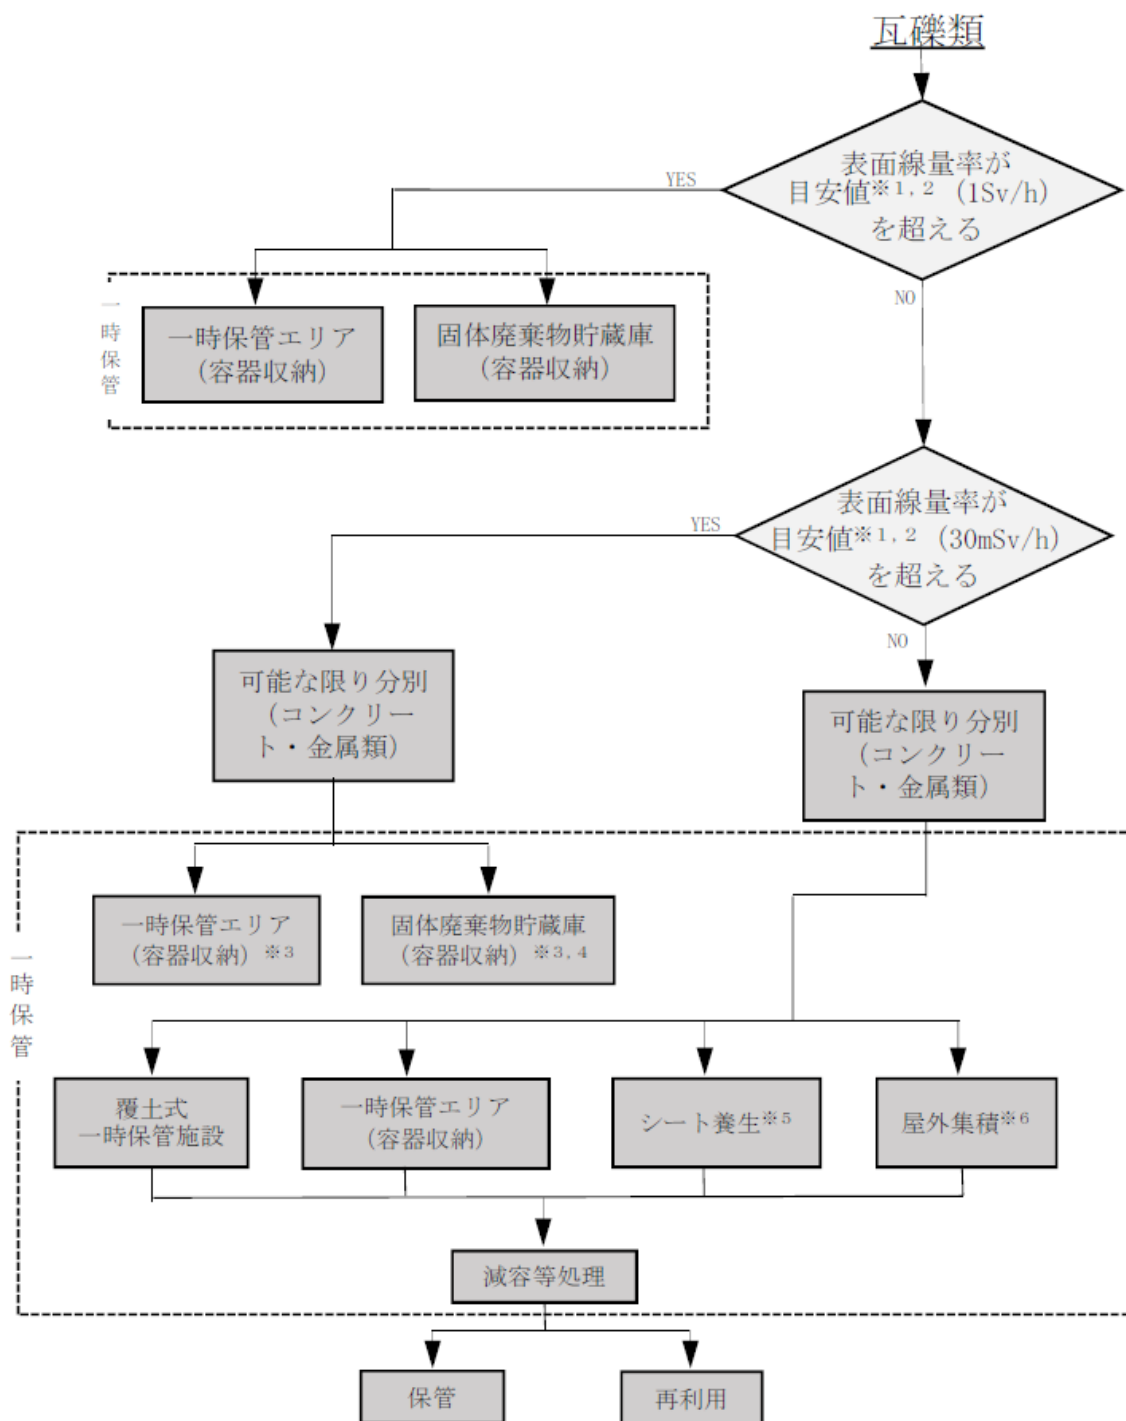 瓦礫類
表面線量率が
目安値※1,2 (1Sv/h)
を超える
YES
NO
一時保管
一時保管エリア
(容器収納)
固体廃棄物貯蔵庫
(容器収納)
表面線量率が
目安値※1,2 (30mSv/h)
を超える
YES
NO
可能な限り分別
(コンクリー
ト・金属類)
可能な限り分別
(コンクリー
ト・金属類)
一時保管
一時保管エリア
(容器収納)※3
固体廃棄物貯蔵庫
(容器収納)※3,4
覆土式
一時保管施設
一時保管エリア
(容器収納)
シート養生※5
屋外集積※6
減容等処理
保管
再利用